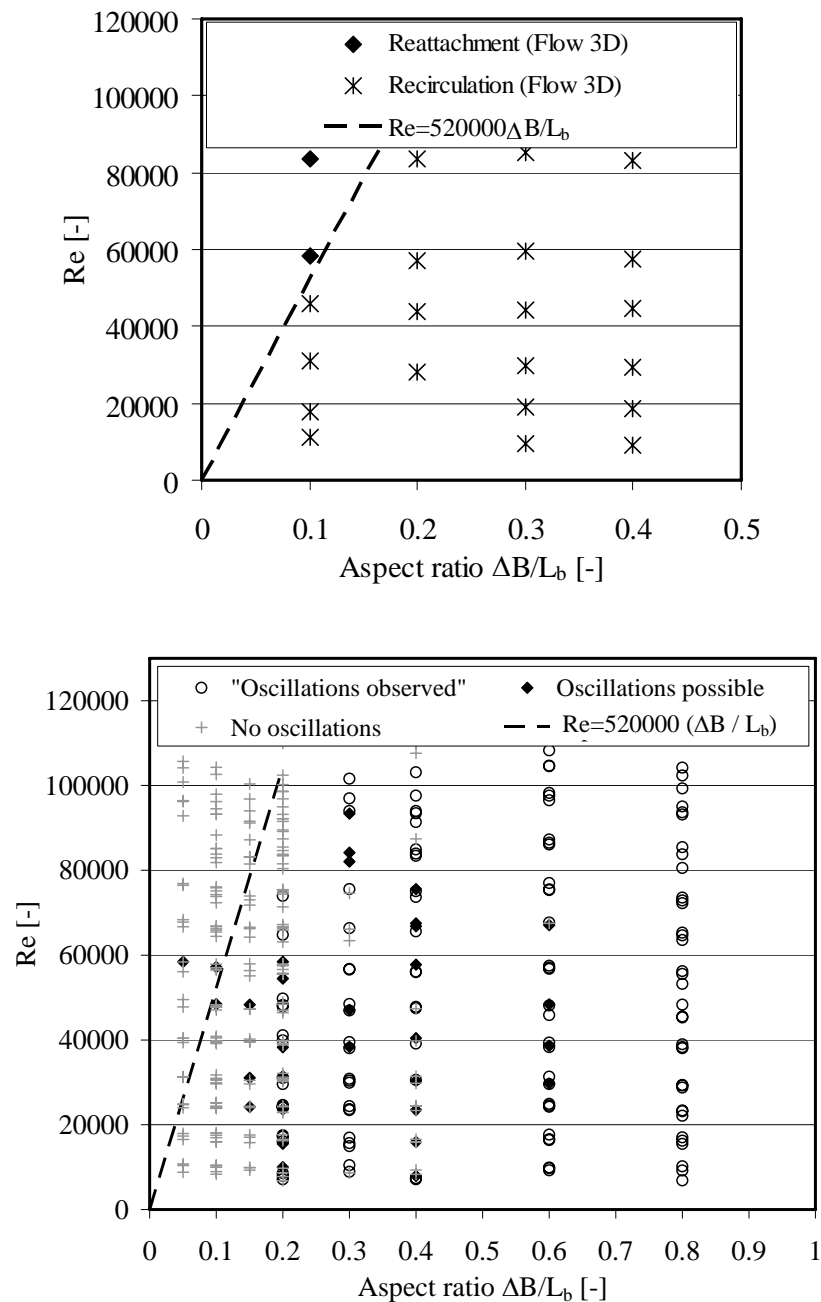 120000
Reattachment (Flow 3D)
Recirculation (Flow 3D)
Re=520000ΔB/Lb
100000
80000
60000
40000
20000
0
Re [-]
0 0.1 0.2 0.3 0.4 0.5
Aspect ratio ΔB/Lb [-]
"Oscillations observed" Oscillations possible
No oscillations Re=520000 (ΔB / Lb)
120000
100000
80000
60000
40000
20000
0
Re [-]
0 0.1 0.2 0.3 0.4 0.5 0.6 0.7 0.8 0.9 1
Aspect ratio ΔB/Lb [-]